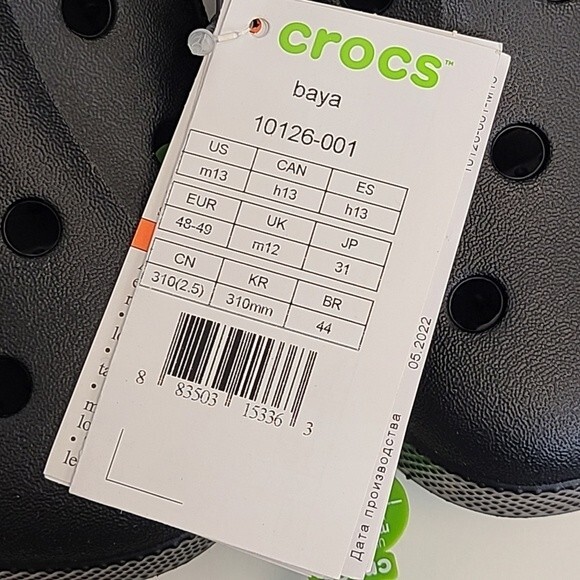 crocs™
baya
10126-001
US CAN ES
m13 h13 h13
EUR UK JP
48-49 m12 31
CN KR BR
310(2.5) 310mm 44
8 83503 15336 3
Дата производства 05.2022